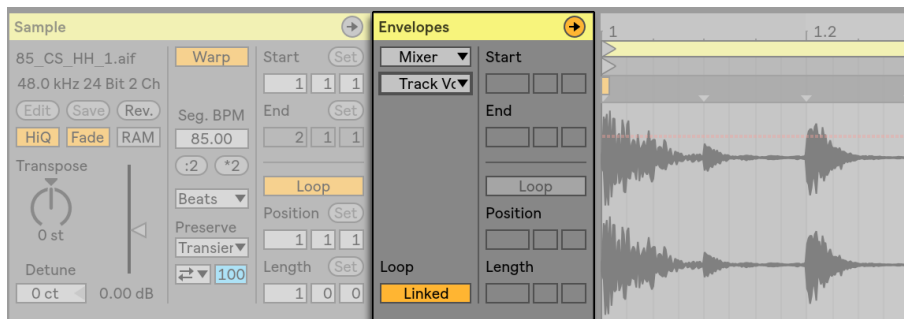 Sample
85_CS_HH_1.aif
48.0 kHz 24 Bit 2 Ch
Edit Save Rev.
HiQ Fade RAM
Transpose
0 st
Detune
0 ct 0.00 dB
Warp
Seg. BPM
85.00
:2 *2
Beats
Preserve
Transier
100
Start Set
1 1 1
End Set
2 1 1
Loop
Position Set
1 1 1
Length Set
1 0 0
Envelopes
Mixer
Track Vc
Loop
Linked
Start
End
Loop
Position
Length
1 1.2